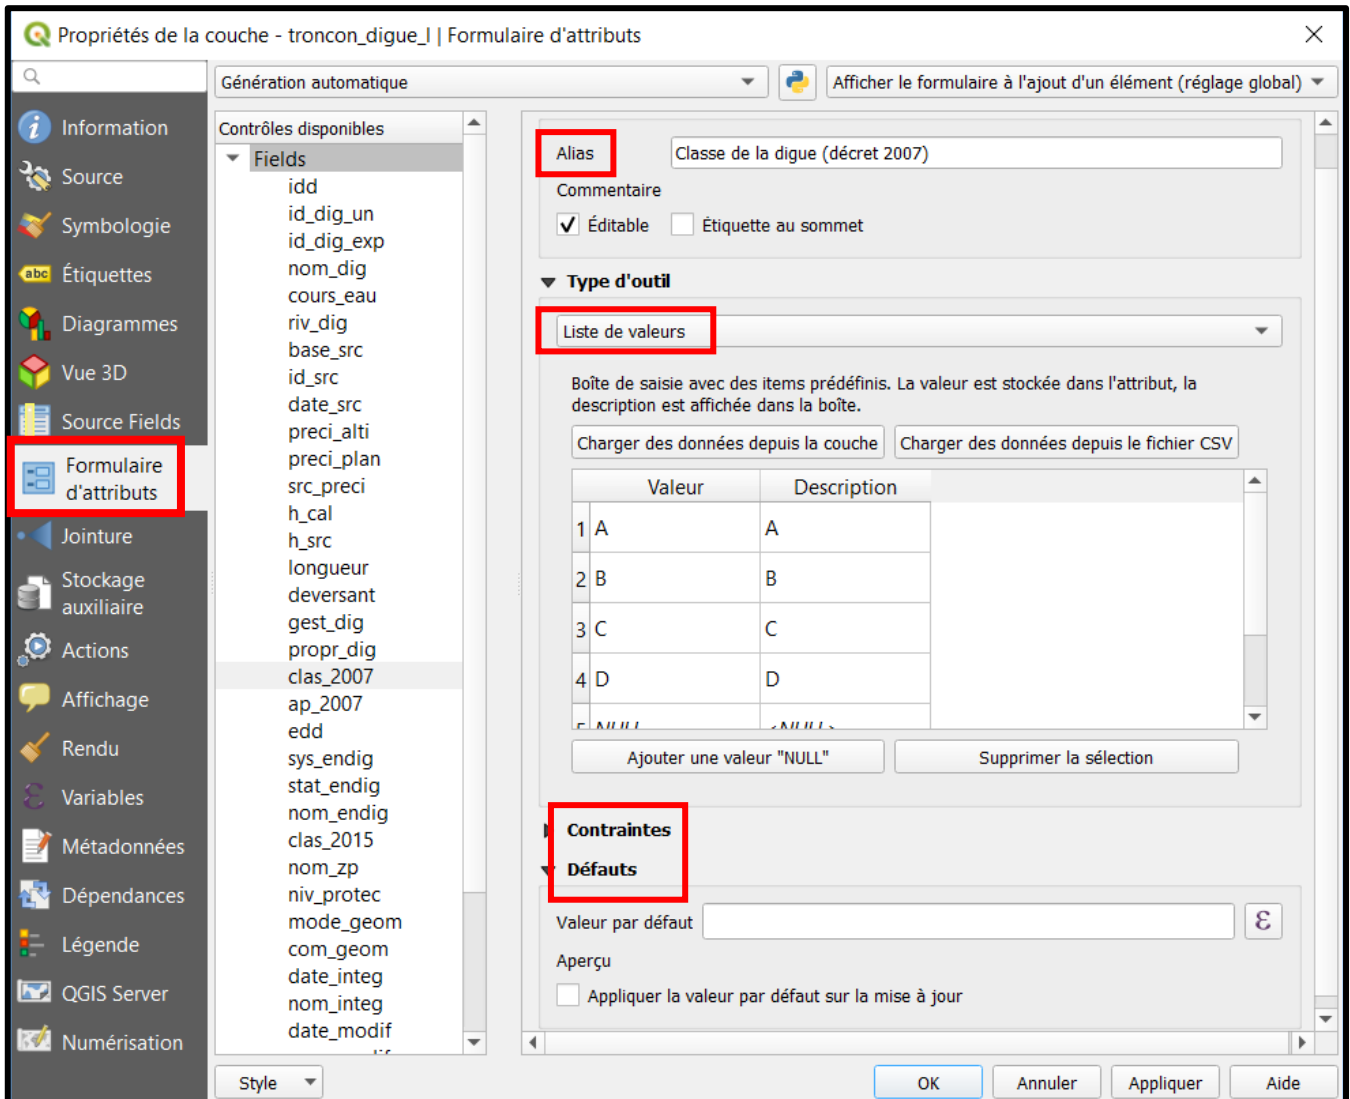 Propriétés de la couche - troncon_digue_l | Formulaire d'attributs
Génération automatique
Afficher le formulaire à l'ajout d'un élément (réglage global)
Information
Source
Symbologie
abc Étiquettes
Diagrammes
Vue 3D
Source Fields
Formulaire
d'attributs
Jointure
Stockage
auxiliaire
Actions
Affichage
Rendu
Variables
Métadonnées
Dépendances
Légende
QGIS Server
Numérisation
Contrôles disponibles
Fields
idd
id_dig_un
id_dig_exp
nom_dig
cours_eau
riv_dig
base_src
id_src
date_src
preci_alti
preci_plan
src_preci
h_cal
h_src
longueur
deversant
gest_dig
propr_dig
clas_2007
ap_2007
edd
sys_endig
stat_endig
nom_endig
clas_2015
nom_zp
niv_protec
mode_geom
com_geom
date_integ
nom_integ
date_modif
Alias
Classe de la digue (décret 2007)
Commentaire
Éditable
Étiquette au sommet
Type d'outil
Liste de valeurs
Boîte de saisie avec des items prédéfinis. La valeur est stockée dans l'attribut, la
description est affichée dans la boîte.
Charger des données depuis la couche
Charger des données depuis le fichier CSV
Valeur Description
1 A A
2 B B
3 C C
4 D D
5 NULL <NULL>
Ajouter une valeur "NULL"
Supprimer la sélection
Contraintes
Défauts
Valeur par défaut
ε
Aperçu
Appliquer la valeur par défaut sur la mise à jour
Style
OK
Annuler
Appliquer
Aide